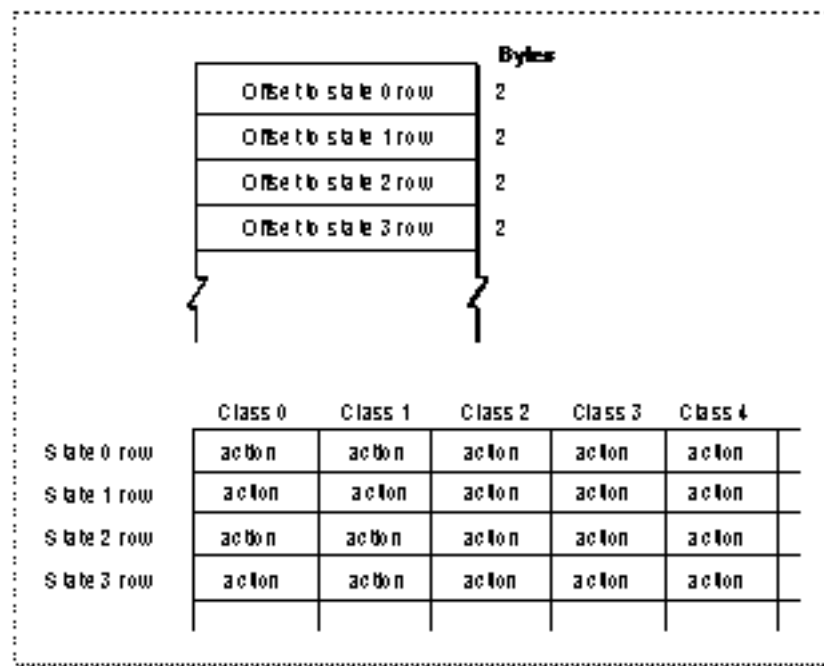 Bytes
Offset to state 0 row 2
Offset to state 1 row 2
Offset to state 2 row 2
Offset to state 3 row 2
Class 0 Class 1 Class 2 Class 3 Class 4
State 0 row action action action action action
State 1 row action action action action action
State 2 row action action action action action
State 3 row action action action action action